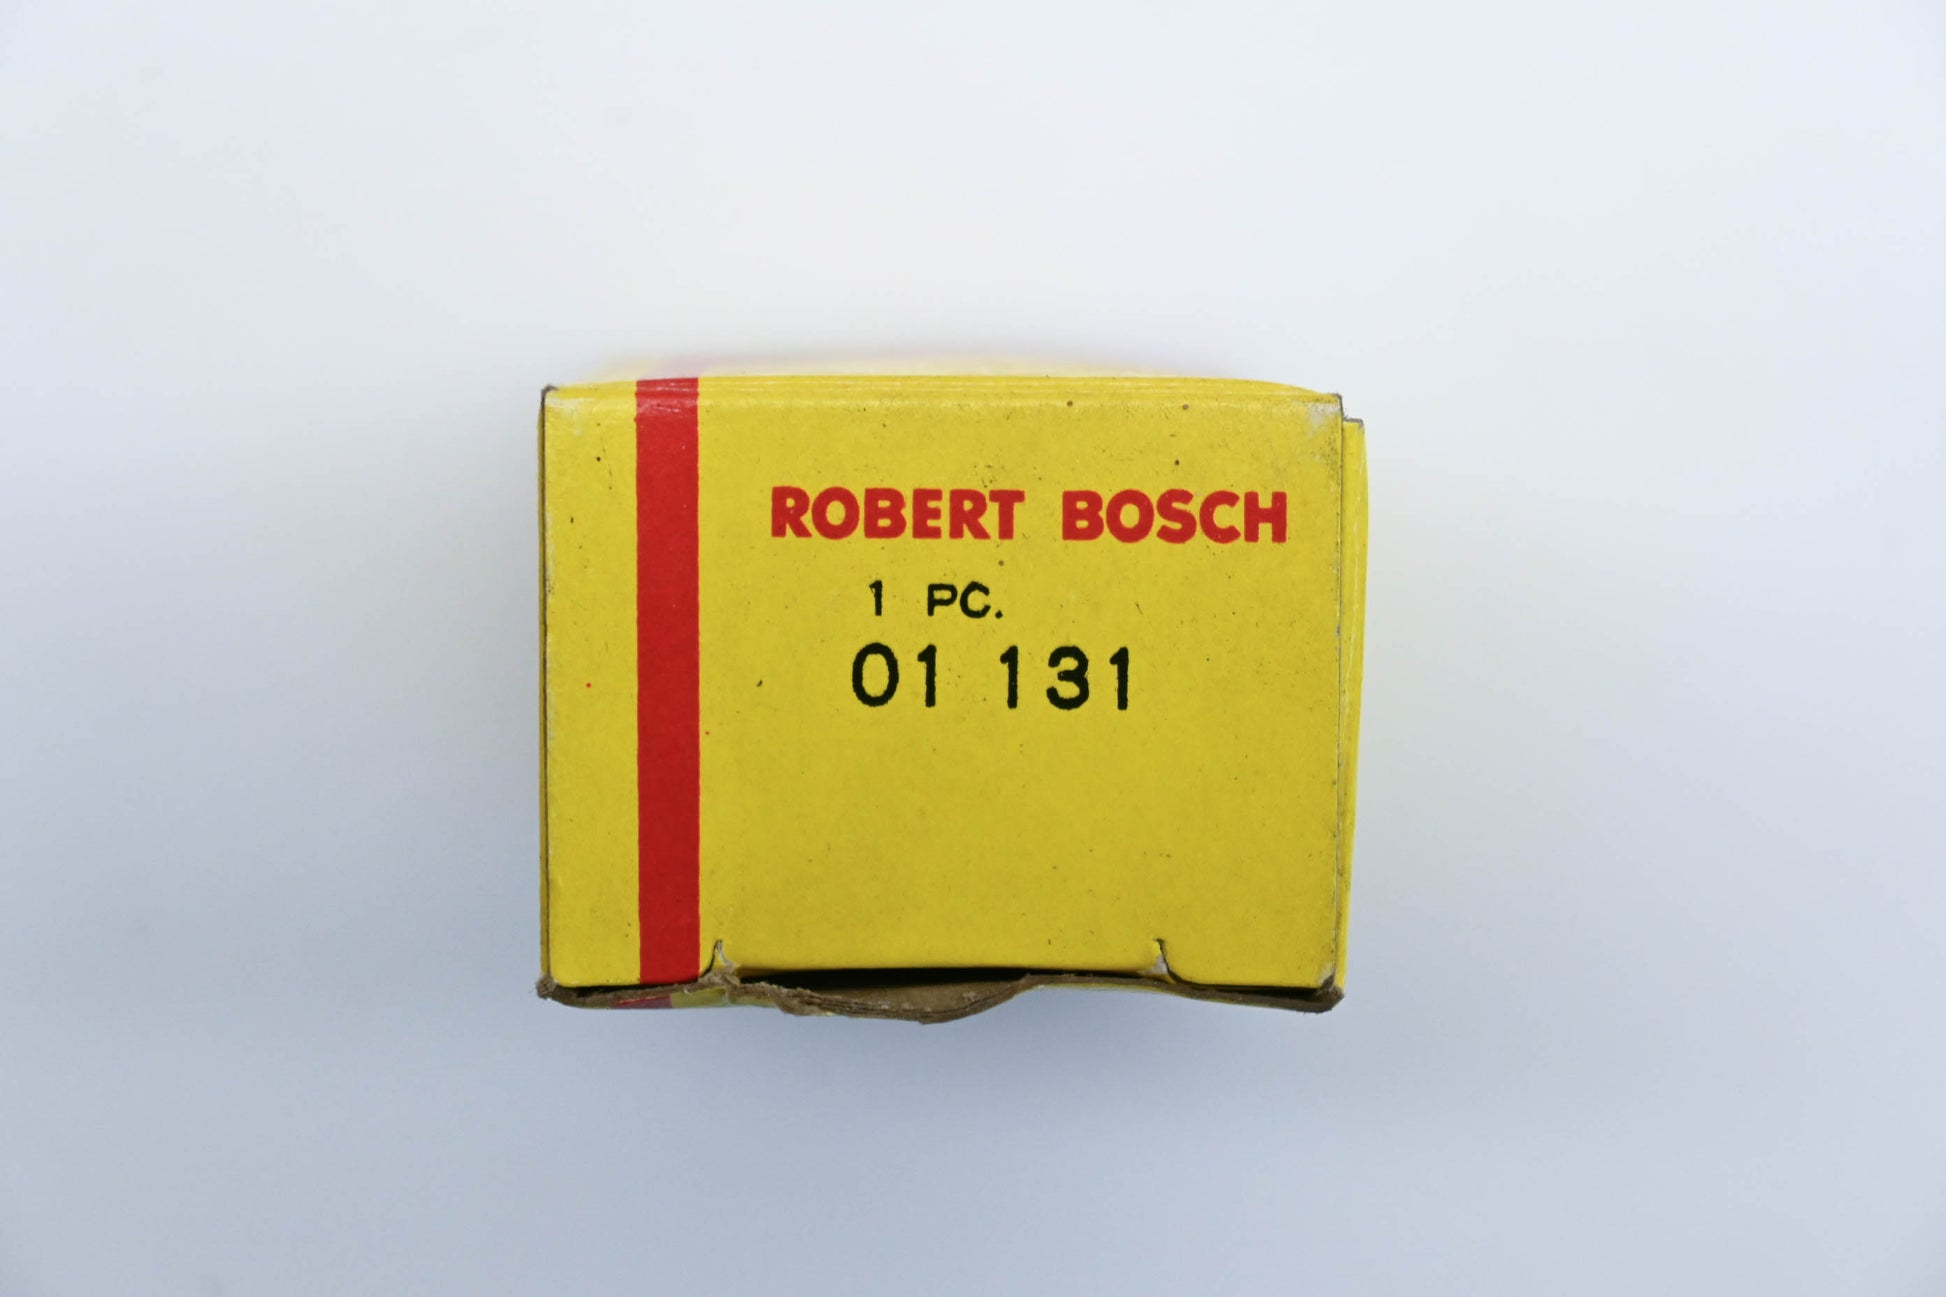 ROBERT BOSCH
1 PC.
01 131